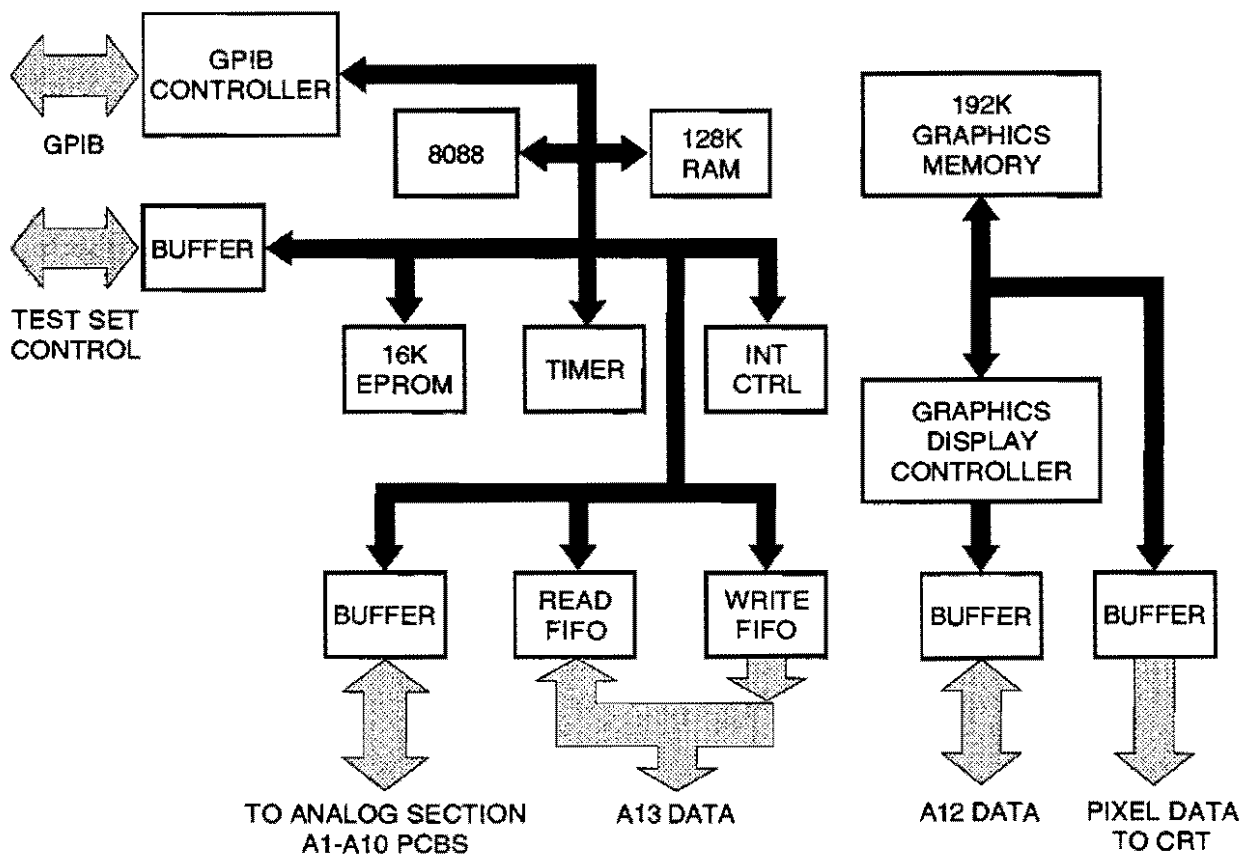 GPIB
CONTROLLER
GPIB
8088
128K
RAM
192K
GRAPHICS
MEMORY
BUFFER
TEST SET
CONTROL
16K
EPROM
TIMER
INT
CTRL
GRAPHICS
DISPLAY
CONTROLLER
BUFFER
READ
FIFO
WRITE
FIFO
BUFFER
BUFFER
TO ANALOG SECTION
A1-A10 PCBS
A13 DATA
A12 DATA
PIXEL DATA
TO CRT